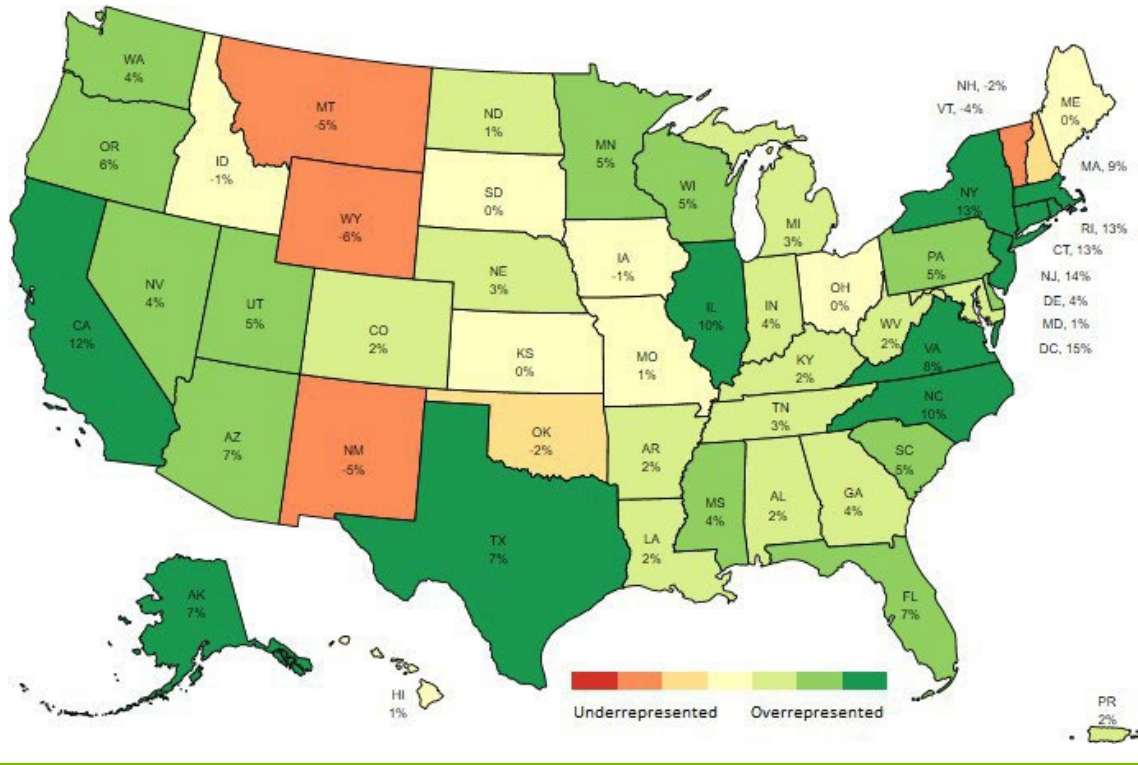 WA
4%
OR
6%
CA
12%
NV
4%
ID
-1%
MT
-5%
WY
-6%
UT
5%
AZ
7%
CO
2%
NM
-5%
ND
1%
SD
0%
NE
3%
KS
0%
OK
-2%
TX
7%
MN
5%
IA
-1%
MO
1%
AR
2%
LA
2%
WI
5%
IL
10%
MI
3%
IN
4%
OH
0%
KY
2%
TN
3%
MS
4%
AL
2%
GA
4%
FL
7%
SC
5%
NC
10%
VA
8%
WV
2%
PA
5%
NY
13%
ME
0%
NH, -2%
VT, -4%
MA, 9%
RI, 13%
CT, 13%
NJ, 14%
DE, 4%
MD, 1%
DC, 15%
AK
7%
HI
1%
PR
2%
Underrepresented Overrepresented